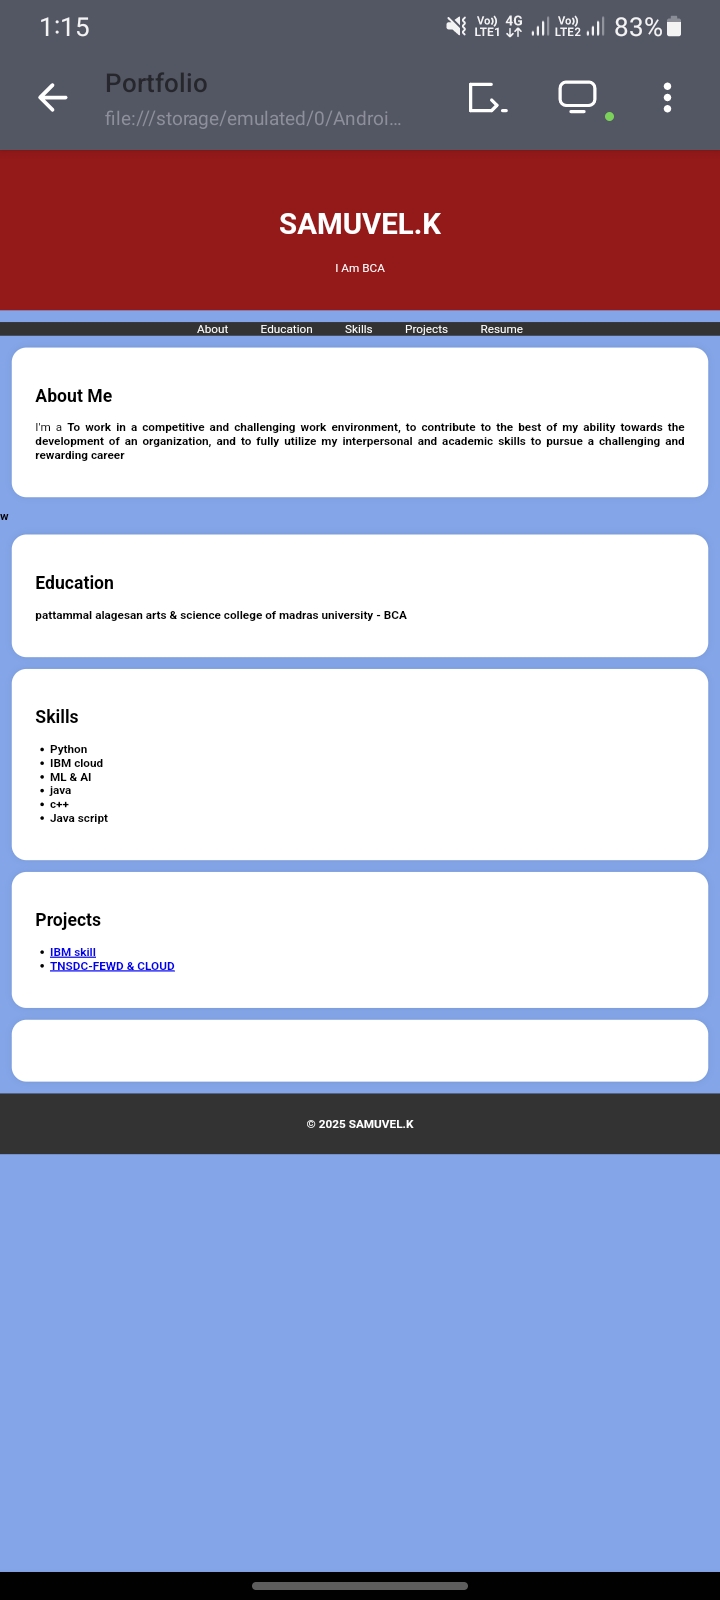 1:15 Vo)) LTE1 4G Vo)) LTE2 83%
Portfolio
file:///storage/emulated/0/Androi...
SAMUVEL.K
I Am BCA
About Education Skills Projects Resume
About Me
I'm a To work in a competitive and challenging work environment, to contribute to the best of my ability towards the
development of an organization, and to fully utilize my interpersonal and academic skills to pursue a challenging and
rewarding career
w
Education
pattammal alagesan arts & science college of madras university - BCA
Skills
• Python
• IBM cloud
• ML & AI
• java
• c++
• Java script
Projects
• IBM skill
• TNSDC-FEWD & CLOUD
© 2025 SAMUVEL.K